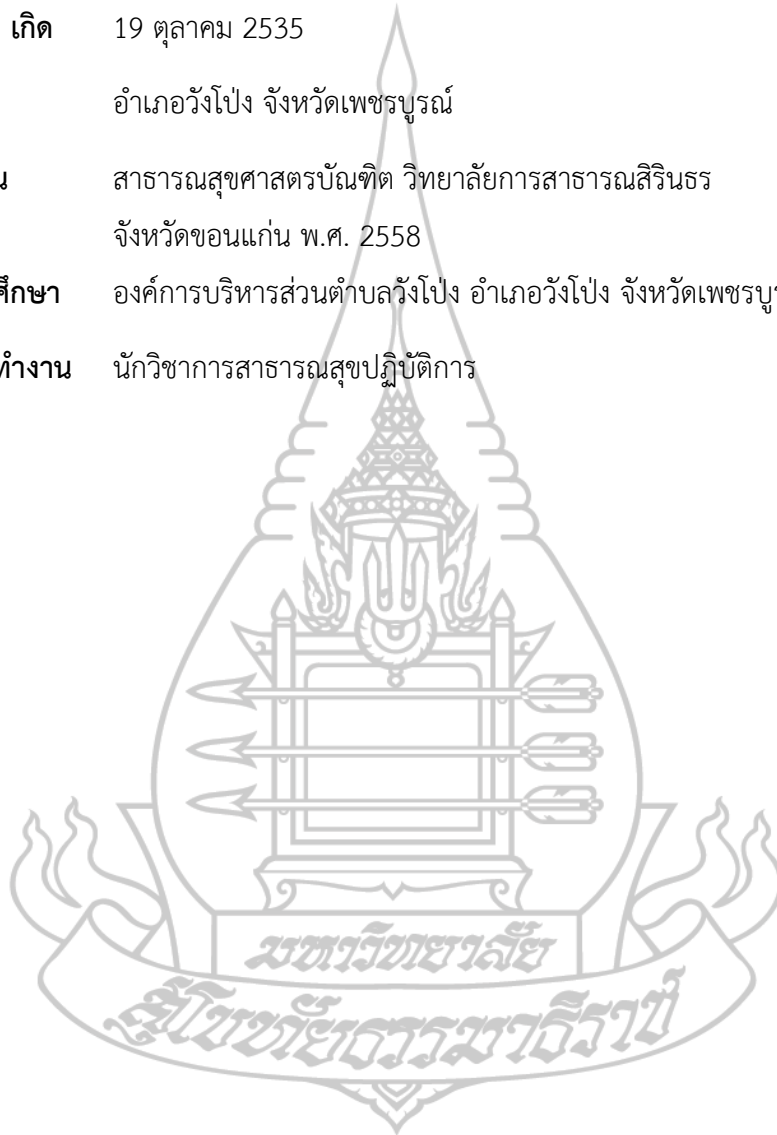 เกิด 19 ตุลาคม 2535
อำเภอวังโป่ง จังหวัดเพชรบูรณ์
สาธารณสุขศาสตรบัณฑิต วิทยาลัยการสาธารณสิรินธร
จังหวัดขอนแก่น พ.ศ. 2558
องค์การบริหารส่วนตำบลวังโป่ง อำเภอวังโป่ง จังหวัดเพชรบู
ทำงาน นักวิชาการสาธารณสุขปฏิบัติการ
มหาวิทยาลัย
สุโขทัยธรรมาธิราช